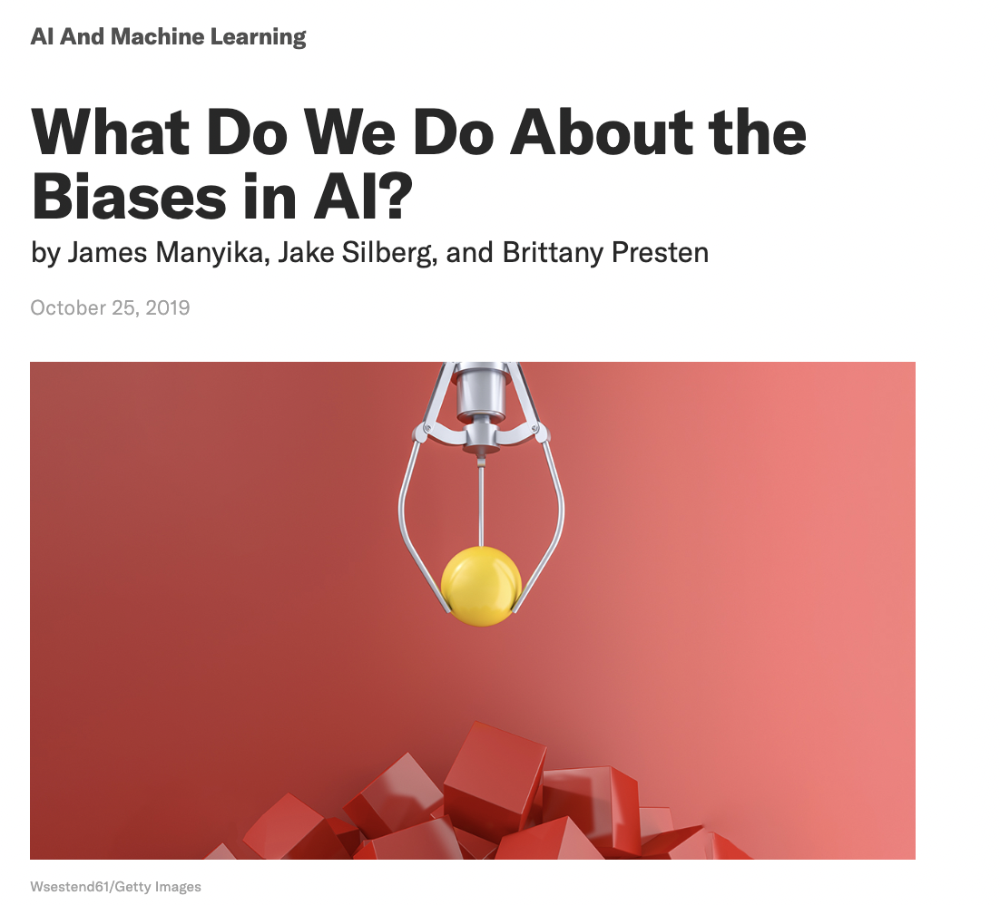 AI And Machine Learning
What Do We Do About the
Biases in AI?
by James Manyika, Jake Silberg, and Brittany Presten
October 25, 2019
Wsestend61/Getty Images